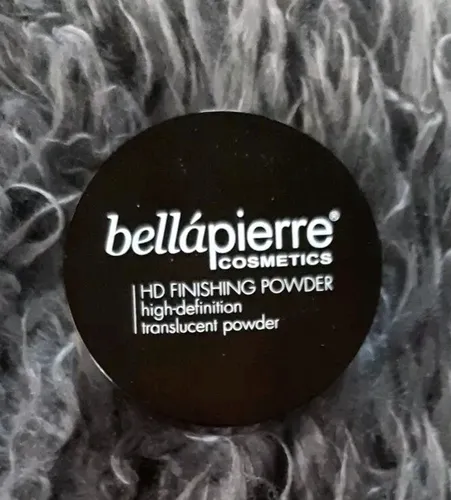 bellápierre®
COSMETICS
HD FINISHING POWDER
high-definition
translucent powder